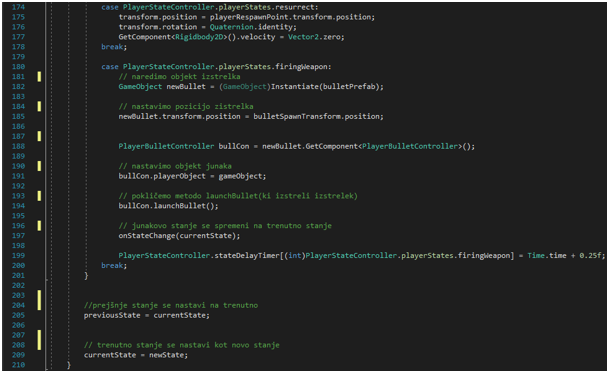 174 case PlayerStateController.playerStates.resurrect:
175 transform.position = playerRespawnPoint.transform.position;
176 transform.rotation = Quaternion.identity;
177 GetComponent<Rigidbody2D>().velocity = Vector2.zero;
178 break;
179
180 case PlayerStateController.playerStates.firingWeapon:
181 // naredimo objekt izstrelka
182 GameObject newBullet = (GameObject)Instantiate(bulletPrefab);
183
184 // nastavimo pozicijo zistrelka
185 newBullet.transform.position = bulletSpawnTransform.position;
186
187
188 PlayerBulletController bullCon = newBullet.GetComponent<PlayerBulletController>();
189
190 // nastavimo objekt junaka
191 bullCon.playerObject = gameObject;
192
193 // pokličemo metodo launchBullet(ki izstreli izstrelek)
194 bullCon.launchBullet();
195
196 // junakovo stanje se spremeni na trenutno stanje
197 onStateChange(currentState);
198
199 PlayerStateController.stateDelayTimer[(int)PlayerStateController.playerStates.firingWeapon] = Time.time + 0.25f;
200 break;
201 }
202
203
204 //prejšnje stanje se nastavi na trenutno
205 previousState = currentState;
206
207
208 // trenutno stanje se nastavi kot novo stanje
209 currentState = newState;
210 }